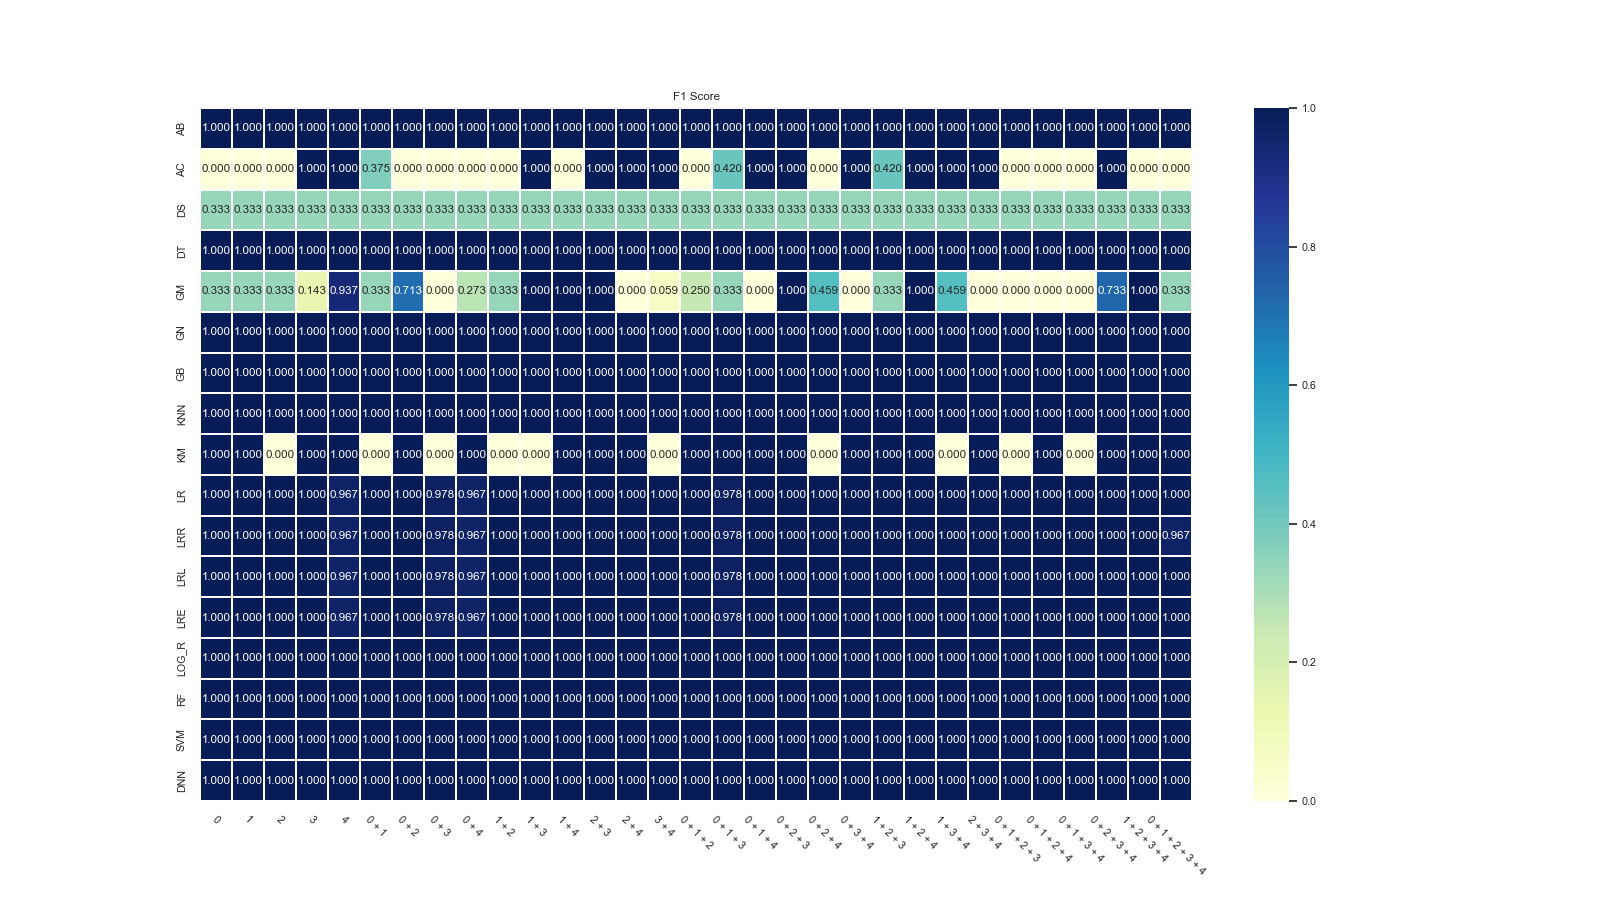 F1 Score
AB 1.000 1.000 1.000 1.000 1.000 1.000 1.000 1.000 1.000 1.000 1.000 1.000 1.000 1.000 1.000 1.000 1.000 1.000 1.000 1.000 1.000 1.000 1.000 1.000 1.000 1.000 1.000 1.000 1.000 1.000 1.000
AC 0.000 0.000 0.000 1.000 1.000 0.375 0.000 0.000 0.000 0.000 1.000 0.000 1.000 1.000 1.000 0.000 0.420 1.000 1.000 0.000 1.000 0.420 1.000 1.000 1.000 0.000 0.000 0.000 1.000 0.000 0.000
DS 0.333 0.333 0.333 0.333 0.333 0.333 0.333 0.333 0.333 0.333 0.333 0.333 0.333 0.333 0.333 0.333 0.333 0.333 0.333 0.333 0.333 0.333 0.333 0.333 0.333 0.333 0.333 0.333 0.333 0.333 0.333
DT 1.000 1.000 1.000 1.000 1.000 1.000 1.000 1.000 1.000 1.000 1.000 1.000 1.000 1.000 1.000 1.000 1.000 1.000 1.000 1.000 1.000 1.000 1.000 1.000 1.000 1.000 1.000 1.000 1.000 1.000 1.000
GM 0.333 0.333 0.333 0.143 0.937 0.333 0.713 0.000 0.273 0.333 1.000 1.000 1.000 0.000 0.059 0.250 0.333 0.000 1.000 0.459 0.000 0.333 1.000 0.459 0.000 0.000 0.000 0.000 0.733 1.000 0.333
GN 1.000 1.000 1.000 1.000 1.000 1.000 1.000 1.000 1.000 1.000 1.000 1.000 1.000 1.000 1.000 1.000 1.000 1.000 1.000 1.000 1.000 1.000 1.000 1.000 1.000 1.000 1.000 1.000 1.000 1.000 1.000
GB 1.000 1.000 1.000 1.000 1.000 1.000 1.000 1.000 1.000 1.000 1.000 1.000 1.000 1.000 1.000 1.000 1.000 1.000 1.000 1.000 1.000 1.000 1.000 1.000 1.000 1.000 1.000 1.000 1.000 1.000 1.000
KNN 1.000 1.000 1.000 1.000 1.000 1.000 1.000 1.000 1.000 1.000 1.000 1.000 1.000 1.000 1.000 1.000 1.000 1.000 1.000 1.000 1.000 1.000 1.000 1.000 1.000 1.000 1.000 1.000 1.000 1.000 1.000
KM 1.000 1.000 0.000 1.000 1.000 0.000 1.000 0.000 1.000 0.000 0.000 1.000 1.000 1.000 0.000 1.000 1.000 1.000 1.000 0.000 1.000 1.000 1.000 0.000 1.000 0.000 1.000 0.000 1.000 1.000 1.000
LR 1.000 1.000 1.000 1.000 0.967 1.000 1.000 0.978 0.967 1.000 1.000 1.000 1.000 1.000 1.000 1.000 0.978 1.000 1.000 1.000 1.000 1.000 1.000 1.000 1.000 1.000 1.000 1.000 1.000 1.000 1.000
LRR 1.000 1.000 1.000 1.000 0.967 1.000 1.000 0.978 0.967 1.000 1.000 1.000 1.000 1.000 1.000 1.000 0.978 1.000 1.000 1.000 1.000 1.000 1.000 1.000 1.000 1.000 1.000 1.000 1.000 1.000 0.967
LRL 1.000 1.000 1.000 1.000 0.967 1.000 1.000 0.978 0.967 1.000 1.000 1.000 1.000 1.000 1.000 1.000 0.978 1.000 1.000 1.000 1.000 1.000 1.000 1.000 1.000 1.000 1.000 1.000 1.000 1.000 1.000
LRE 1.000 1.000 1.000 1.000 0.967 1.000 1.000 0.978 0.967 1.000 1.000 1.000 1.000 1.000 1.000 1.000 0.978 1.000 1.000 1.000 1.000 1.000 1.000 1.000 1.000 1.000 1.000 1.000 1.000 1.000 1.000
LOG_R 1.000 1.000 1.000 1.000 1.000 1.000 1.000 1.000 1.000 1.000 1.000 1.000 1.000 1.000 1.000 1.000 1.000 1.000 1.000 1.000 1.000 1.000 1.000 1.000 1.000 1.000 1.000 1.000 1.000 1.000 1.000
RF 1.000 1.000 1.000 1.000 1.000 1.000 1.000 1.000 1.000 1.000 1.000 1.000 1.000 1.000 1.000 1.000 1.000 1.000 1.000 1.000 1.000 1.000 1.000 1.000 1.000 1.000 1.000 1.000 1.000 1.000 1.000
SVM 1.000 1.000 1.000 1.000 1.000 1.000 1.000 1.000 1.000 1.000 1.000 1.000 1.000 1.000 1.000 1.000 1.000 1.000 1.000 1.000 1.000 1.000 1.000 1.000 1.000 1.000 1.000 1.000 1.000 1.000 1.000
DNN 1.000 1.000 1.000 1.000 1.000 1.000 1.000 1.000 1.000 1.000 1.000 1.000 1.000 1.000 1.000 1.000 1.000 1.000 1.000 1.000 1.000 1.000 1.000 1.000 1.000 1.000 1.000 1.000 1.000 1.000 1.000
0
1
2
3
4
0 + 1
0 + 2
0 + 3
0 + 4
1 + 2
1 + 3
1 + 4
2 + 3
2 + 4
3 + 4
0 + 1 + 2
0 + 1 + 3
0 + 1 + 4
0 + 2 + 3
0 + 2 + 4
0 + 3 + 4
1 + 2 + 3
1 + 2 + 4
1 + 3 + 4
2 + 3 + 4
0 + 1 + 2 + 3
0 + 1 + 2 + 4
0 + 1 + 3 + 4
0 + 2 + 3 + 4
1 + 2 + 3 + 4
0 + 1 + 2 + 3 + 4
1.0
0.8
0.6
0.4
0.2
0.0